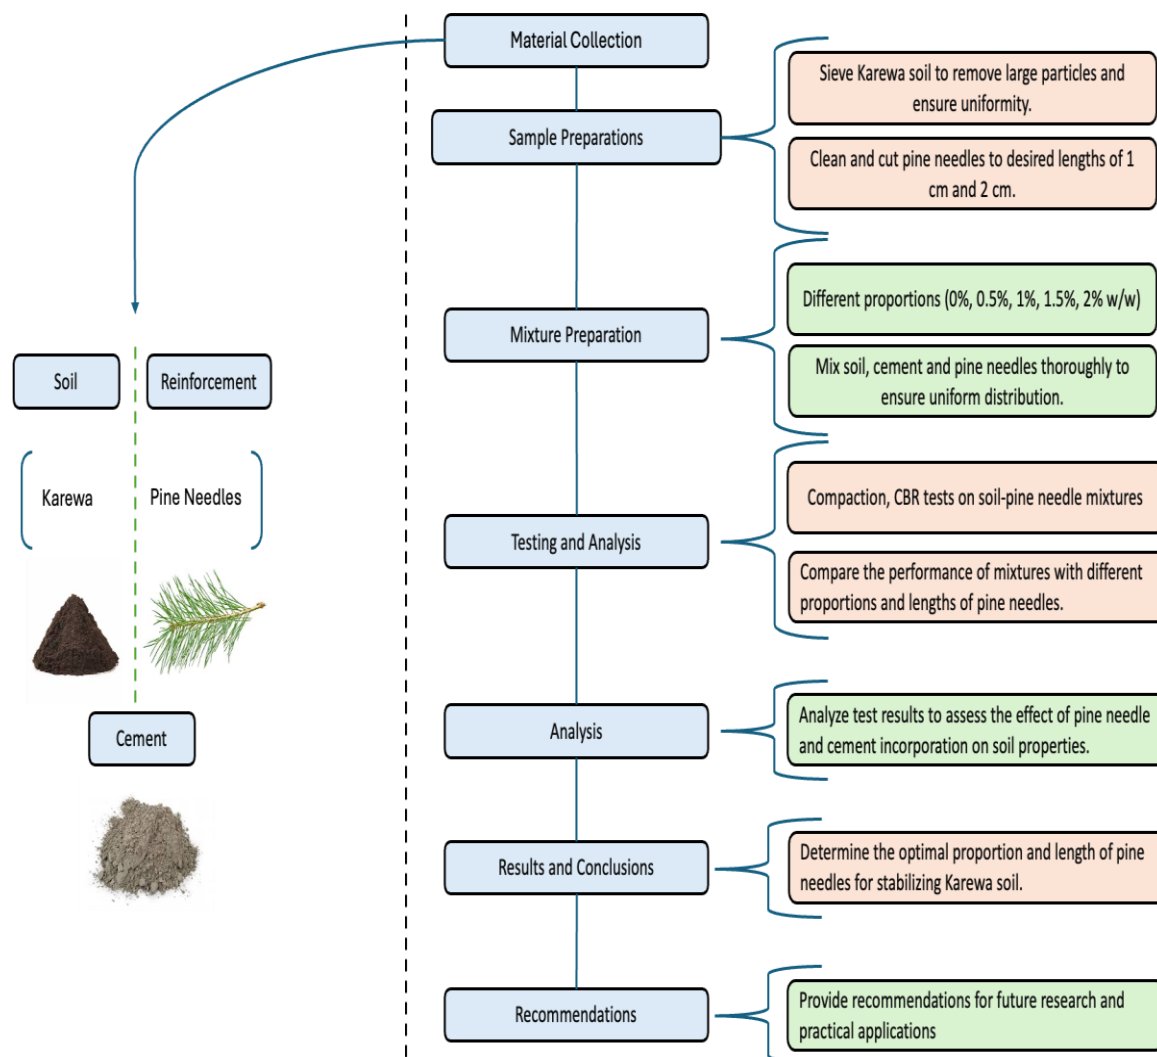 Material Collection
Sieve Karewa soil to remove large particles and
ensure uniformity.
Sample Preparations
Clean and cut pine needles to desired lengths of 1
cm and 2 cm.
Different proportions (0%, 0.5%, 1%, 1.5%, 2% w/w)
Mixture Preparation
Mix soil, cement and pine needles thoroughly to
ensure uniform distribution.
Soil
Reinforcement
Karewa
Pine Needles
Compaction, CBR tests on soil-pine needle mixtures
Testing and Analysis
Compare the performance of mixtures with different
proportions and lengths of pine needles.
Cement
Analysis
Analyze test results to assess the effect of pine needle
and cement incorporation on soil properties.
Results and Conclusions
Determine the optimal proportion and length of pine
needles for stabilizing Karewa soil.
Recommendations
Provide recommendations for future research and
practical applications